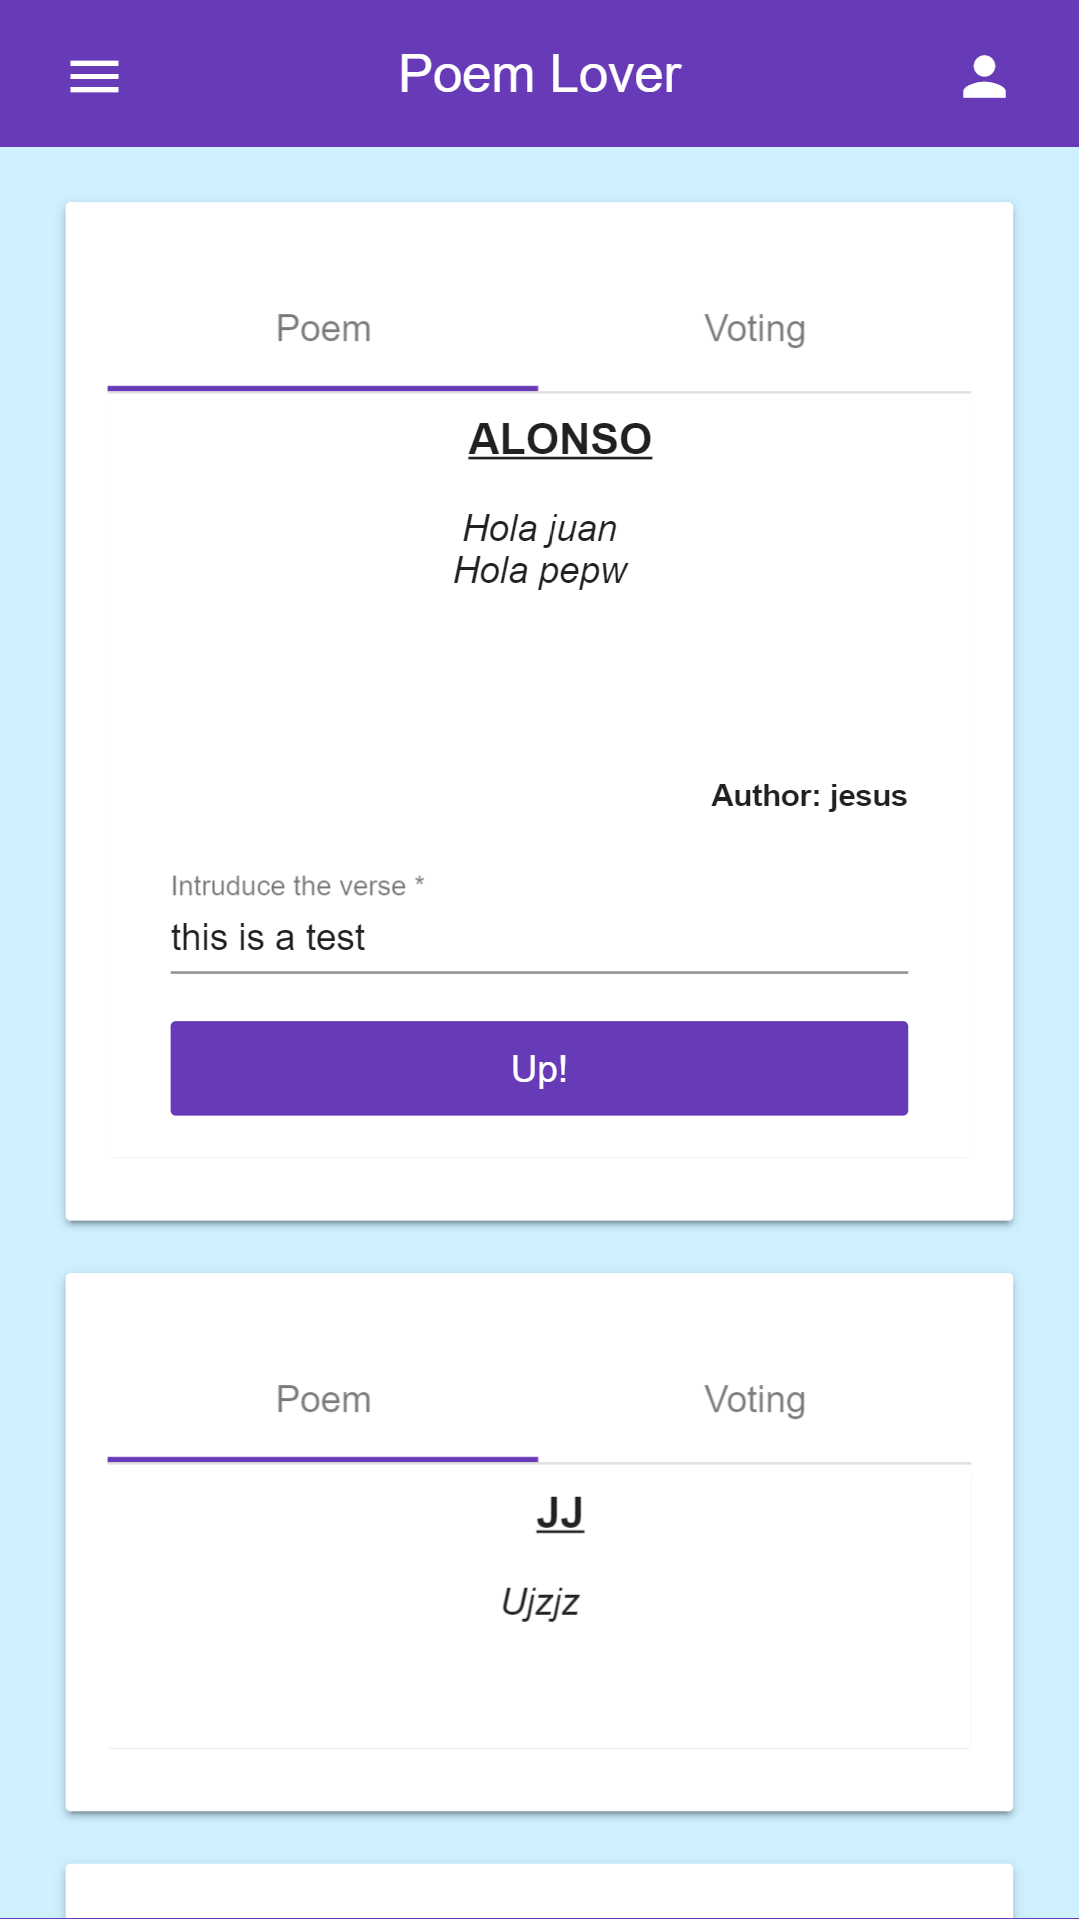 Poem Lover
Poem Voting
ALONSO
Hola juan
Hola pepw
Author: jesus
Intruduce the verse *
this is a test
Up!
Poem Voting
JJ
Ujzjz